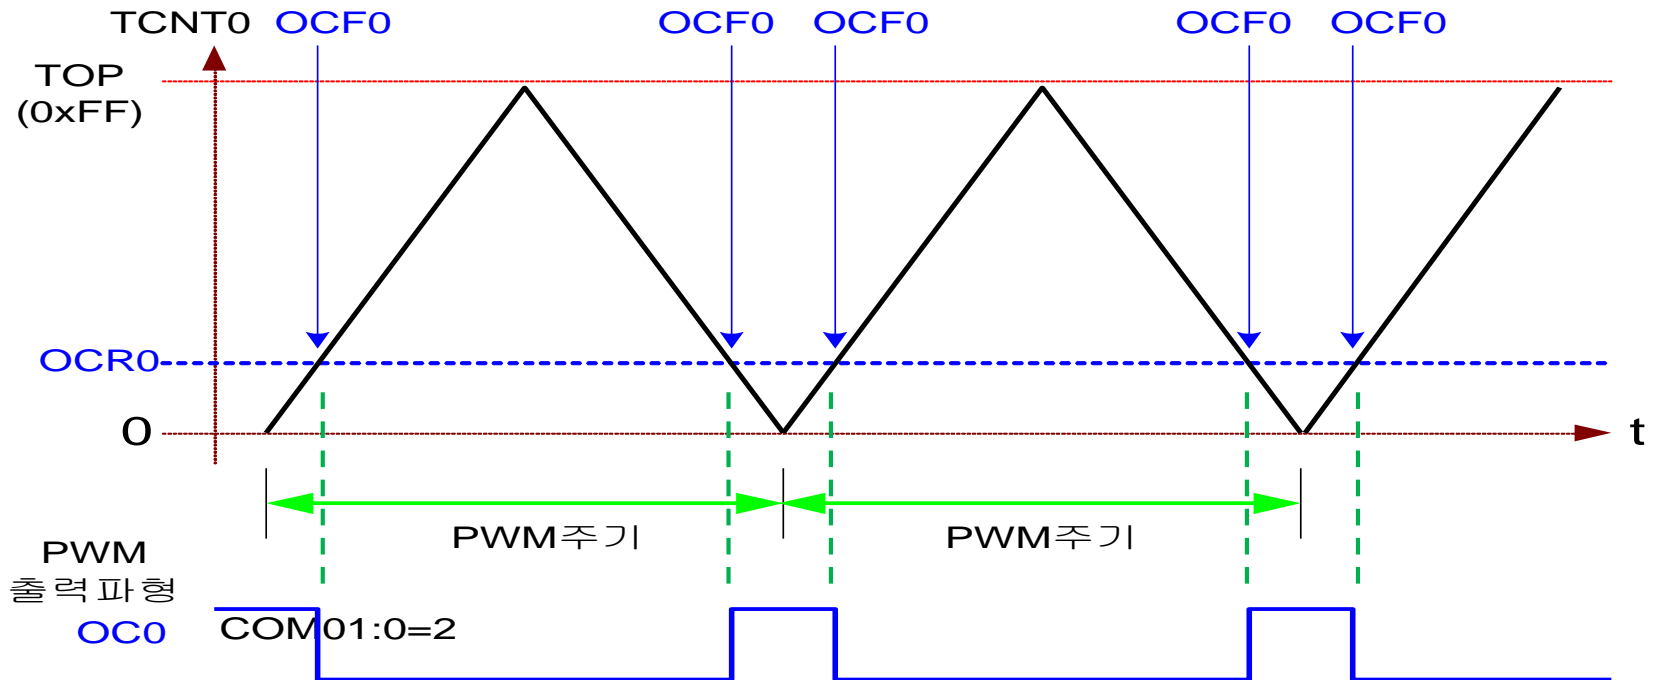 TCNT0 OCF0 OCF0 OCF0 OCF0 OCF0
TOP
(0xFF)
OCR0
0
t
PWM주기 PWM주기
PWM
출력파형
OC0
COM01:0=2